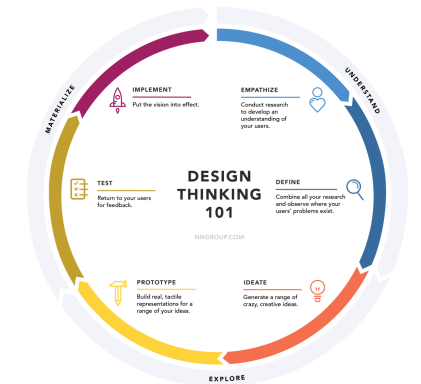 IMPLEMENT
Put the vision into effect.
EMPATHIZE
Conduct research
to develop an
understanding of
your users.
UNDERSTAND
MATERIALIZE
TEST
Return to your users
for feedback.
DESIGN
THINKING
101
NNGROUP.COM
DEFINE
Combine all your research
and observe where your
users' problems exist.
PROTOTYPE
Build real, tactile
representations for a
range of your ideas.
IDEATE
Generate a range of
crazy, creative ideas.
EXPLORE